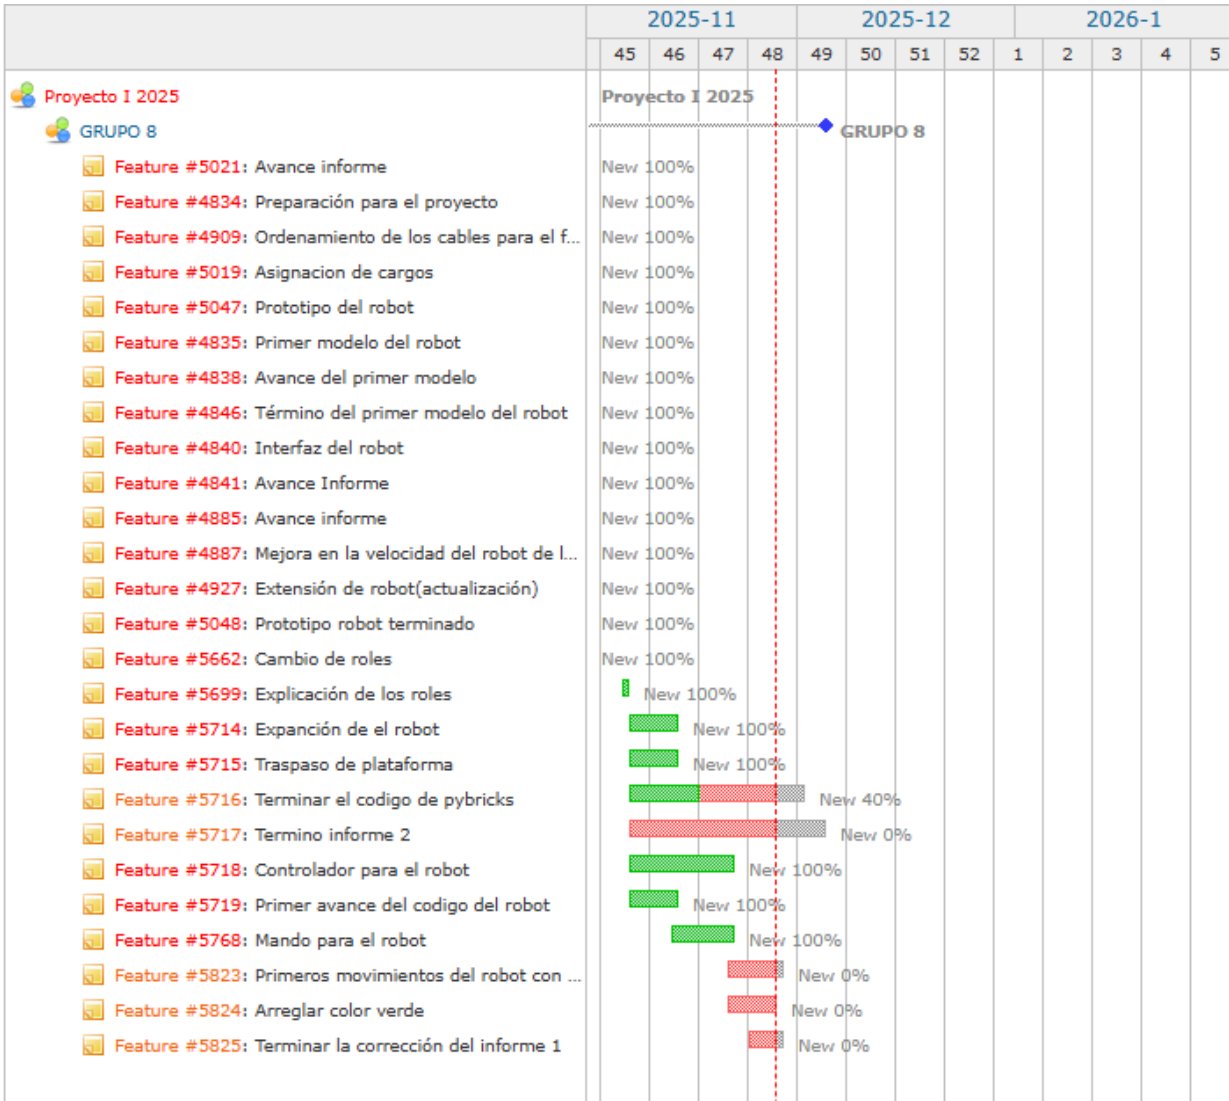 2025-11 2025-12 2026-1
45 46 47 48 49 50 51 52 1 2 3 4 5
Proyecto I 2025 Proyecto I 2025
GRUPO 8 GRUPO 8
Feature #5021: Avance informe New 100%
Feature #4834: Preparación para el proyecto New 100%
Feature #4909: Ordenamiento de los cables para el f... New 100%
Feature #5019: Asignacion de cargos New 100%
Feature #5047: Prototipo del robot New 100%
Feature #4835: Primer modelo del robot New 100%
Feature #4838: Avance del primer modelo New 100%
Feature #4846: Término del primer modelo del robot New 100%
Feature #4840: Interfaz del robot New 100%
Feature #4841: Avance Informe New 100%
Feature #4885: Avance informe New 100%
Feature #4887: Mejora en la velocidad del robot de l... New 100%
Feature #4927: Extensión de robot(actualización) New 100%
Feature #5048: Prototipo robot terminado New 100%
Feature #5662: Cambio de roles New 100%
Feature #5699: Explicación de los roles New 100%
Feature #5714: Expanción de el robot New 100%
Feature #5715: Traspaso de plataforma New 100%
Feature #5716: Terminar el codigo de pybricks New 40%
Feature #5717: Termino informe 2 New 0%
Feature #5718: Controlador para el robot New 100%
Feature #5719: Primer avance del codigo del robot New 100%
Feature #5768: Mando para el robot New 100%
Feature #5823: Primeros movimientos del robot con ... New 0%
Feature #5824: Arreglar color verde New 0%
Feature #5825: Terminar la corrección del informe 1 New 0%